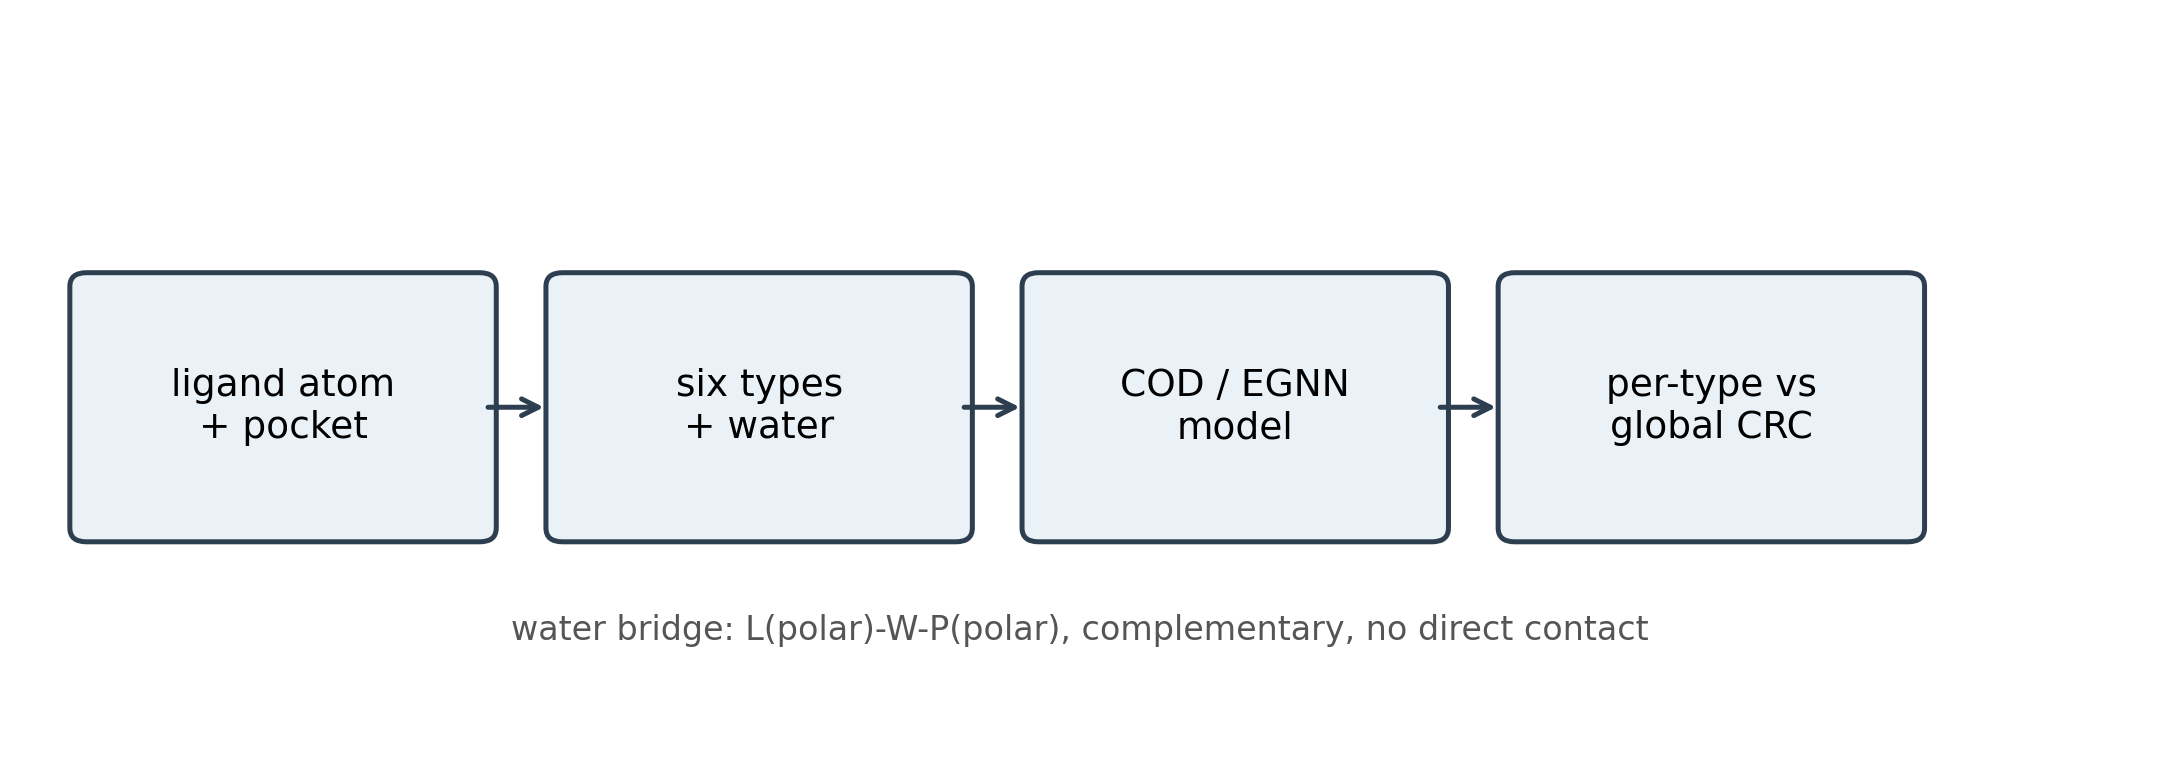 ligand atom
+ pocket
six types
+ water
COD / EGNN
model
per-type vs
global CRC
water bridge: L(polar)-W-P(polar), complementary, no direct contact